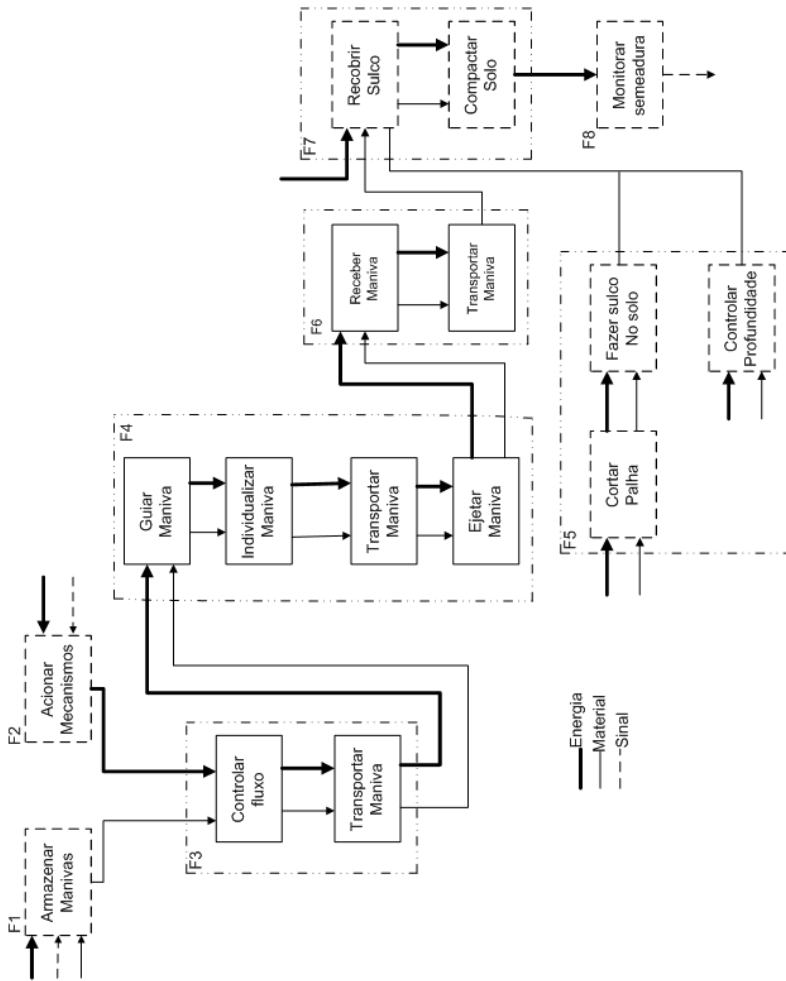 F1
Armazenar
Manivas
F2
Acionar
Mecanismos
F3
Controlar
fluxo
Transportar
Maniva
F4
Guiar
Maniva
Individualizar
Maniva
Transportar
Maniva
Ejetar
Maniva
F5
Cortar
Palha
Fazer sulco
No solo
Controlar
Profundidade
F6
Receber
Maniva
Transportar
Maniva
F7
Recobrir
Sulco
Compactar
Solo
F8
Monitorar
semeadura
Energia
Material
Sinal